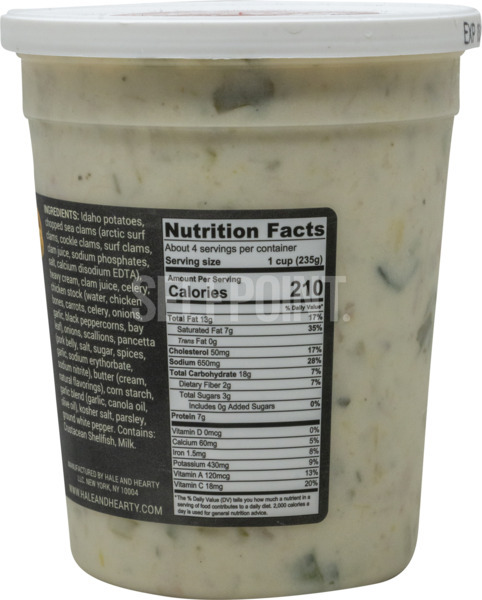 EXP
INGREDIENTS: Idaho potatoes,
chopped sea clams (arctic surf
clams, cockle clams, surf clams,
clam juice, sodium phosphates,
salt, calcium disodium EDTA),
heavy cream, clam juice, celery,
chicken stock (water, chicken
bones, carrots, celery, onions,
garlic, black peppercorns, bay
leaf), onions, scallions, pancetta
(pork belly, salt, sugar, spices,
garlic, sodium erythorbate,
sodium nitrite), butter (cream,
natural flavorings), corn starch,
garlic blend (garlic, canola oil,
olive oil), kosher salt, parsley,
ground white pepper. Contains:
Crustacean Shellfish, Milk.
MANUFACTURED BY HALE AND HEARTY
LLC. NEW YORK, NY 10004
WWW.HALEANDHEARTY.COM
Nutrition Facts
About 4 servings per container
Serving size 1 cup (235g)
Amount Per Serving
Calories 210
% Daily Value*
Total Fat 13g 17%
Saturated Fat 7g 35%
Trans Fat 0g
Cholesterol 50mg 17%
Sodium 650mg 28%
Total Carbohydrate 18g 7%
Dietary Fiber 2g 7%
Total Sugars 3g
Includes 0g Added Sugars 0%
Protein 7g
Vitamin D 0mcg 0%
Calcium 60mg 5%
Iron 1.5mg 8%
Potassium 430mg 9%
Vitamin A 120mcg 13%
Vitamin C 18mg 20%
*The % Daily Value (DV) tells you how much a nutrient in a
serving of food contributes to a daily diet. 2,000 calories a
day is used for general nutrition advice.